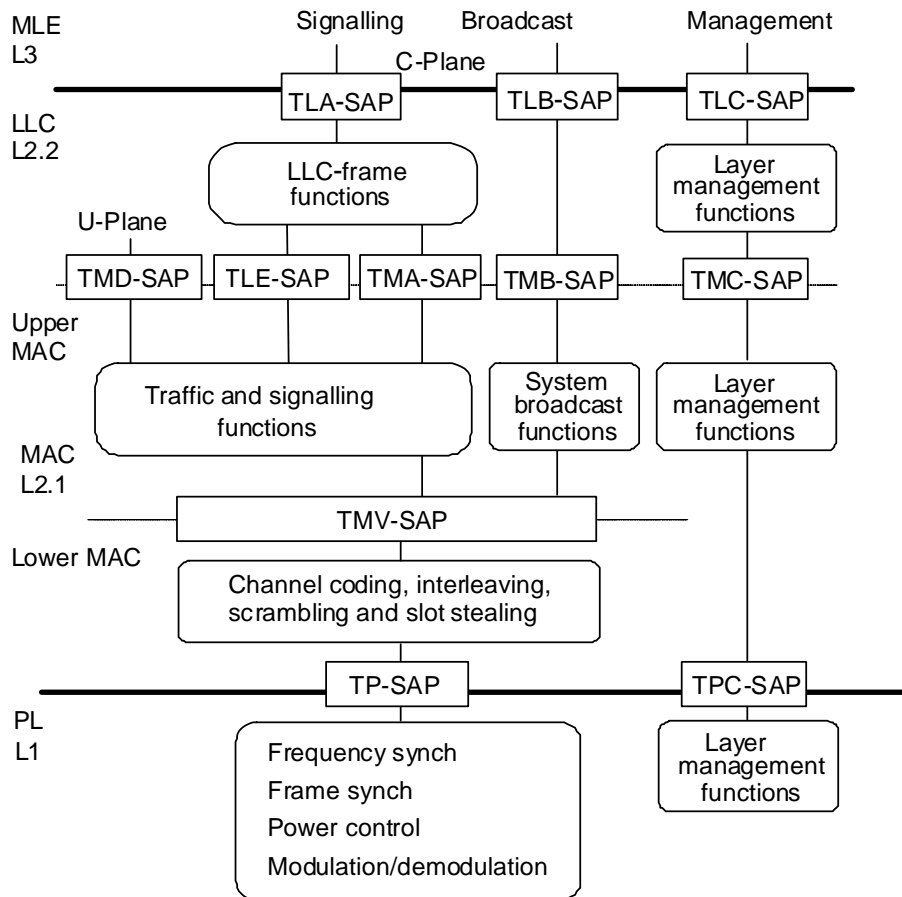 MLE
L3
Signalling
Broadcast
Management
C-Plane
TLA-SAP
TLB-SAP
TLC-SAP
LLC
L2.2
LLC-frame
functions
Layer
management
functions
U-Plane
TMD-SAP
TLE-SAP
TMA-SAP
TMB-SAP
TMC-SAP
Upper
MAC
Traffic and signalling
functions
System
broadcast
functions
Layer
management
functions
MAC
L2.1
TMV-SAP
Lower MAC
Channel coding, interleaving,
scrambling and slot stealing
TP-SAP
TPC-SAP
PL
L1
Frequency synch
Frame synch
Power control
Modulation/demodulation
Layer
management
functions